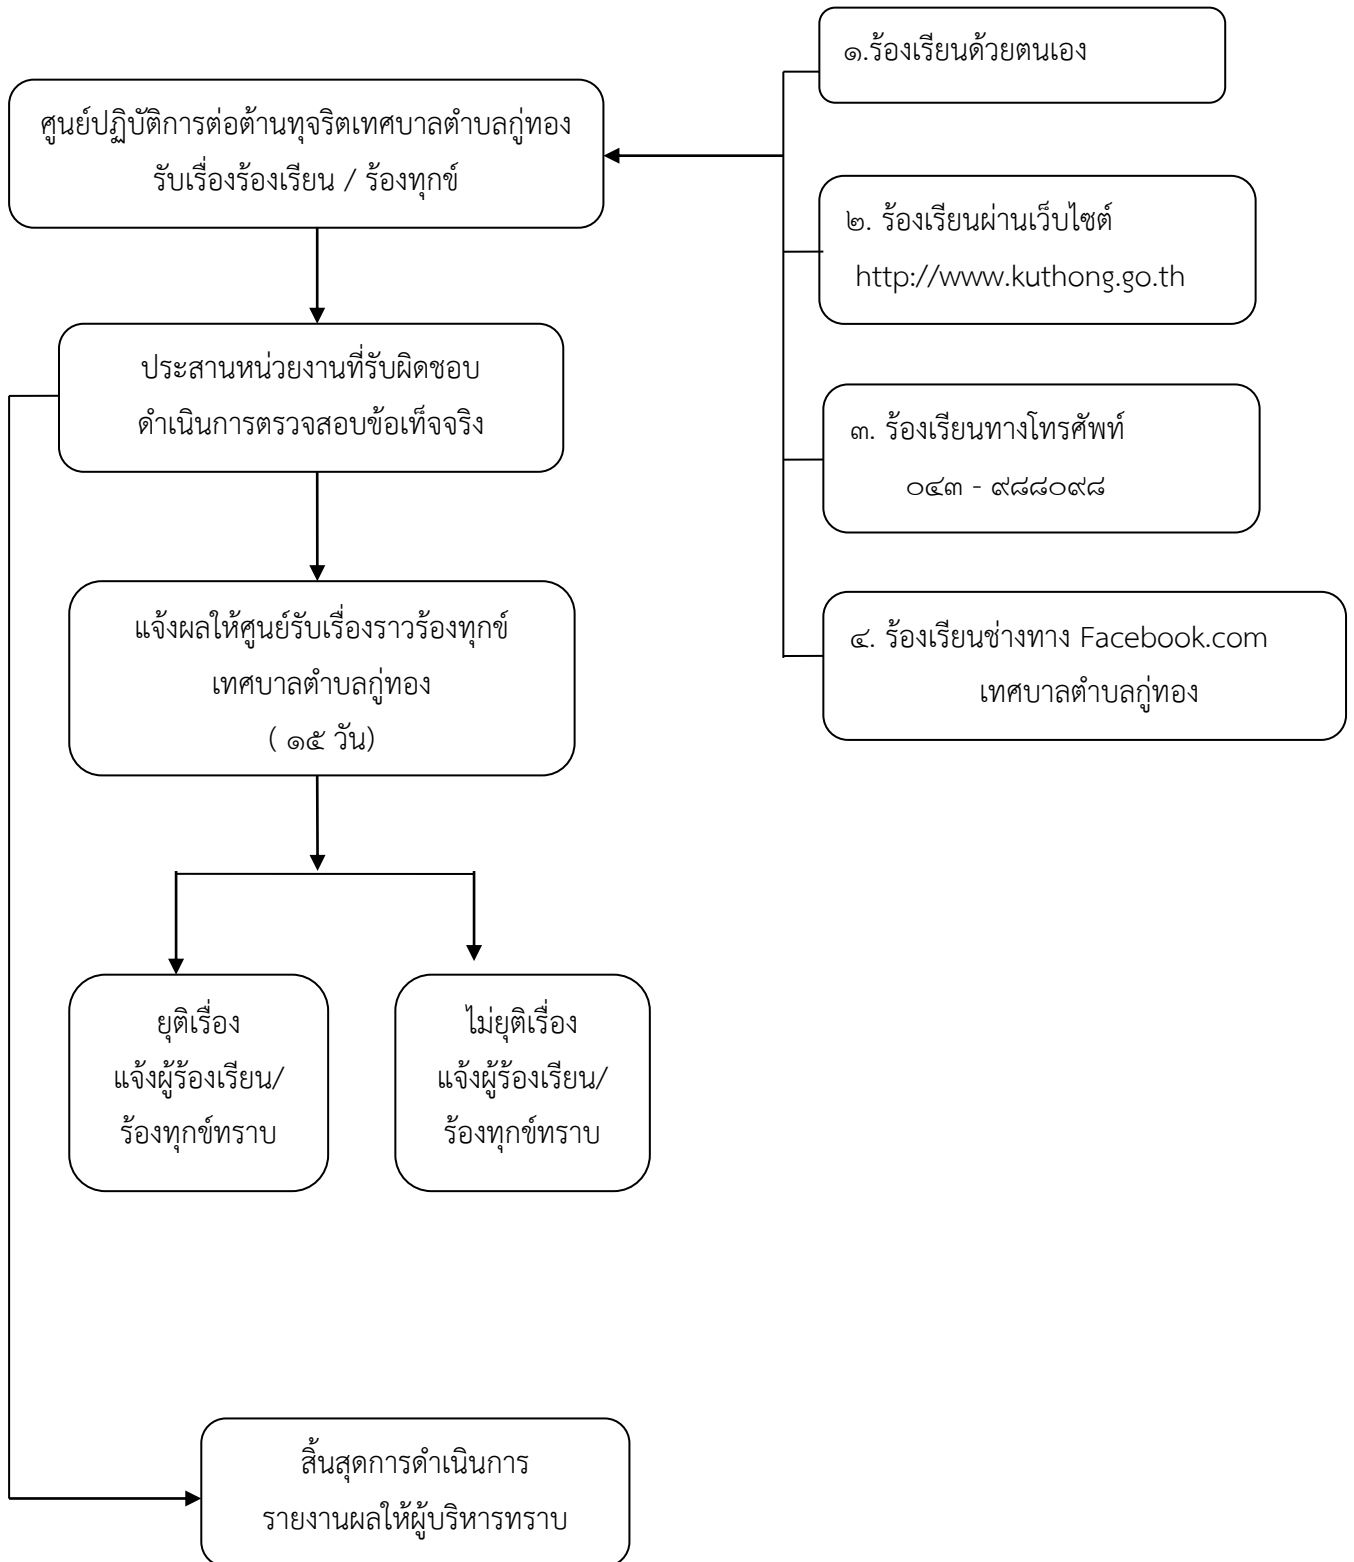 ศูนย์ปฏิบัติการต่อต้านทุจริตเทศบาลตำบลกู่ทอง
รับเรื่องร้องเรียน / ร้องทุกข์
๑.ร้องเรียนด้วยตนเอง
๒. ร้องเรียนผ่านเว็บไซต์
http://www.kuthong.go.th
๓. ร้องเรียนทางโทรศัพท์
๐๔๓ - ๙๘๘๐๙๘
๔. ร้องเรียนช่างทาง Facebook.com
เทศบาลตำบลกู่ทอง
ประสานหน่วยงานที่รับผิดชอบ
ดำเนินการตรวจสอบข้อเท็จจริง
แจ้งผลให้ศูนย์รับเรื่องราวร้องทุกข์
เทศบาลตำบลกู่ทอง
( ๑๕ วัน)
ยุติเรื่อง
แจ้งผู้ร้องเรียน/
ร้องทุกข์ทราบ
ไม่ยุติเรื่อง
แจ้งผู้ร้องเรียน/
ร้องทุกข์ทราบ
สิ้นสุดการดำเนินการ
รายงานผลให้ผู้บริหารทราบ